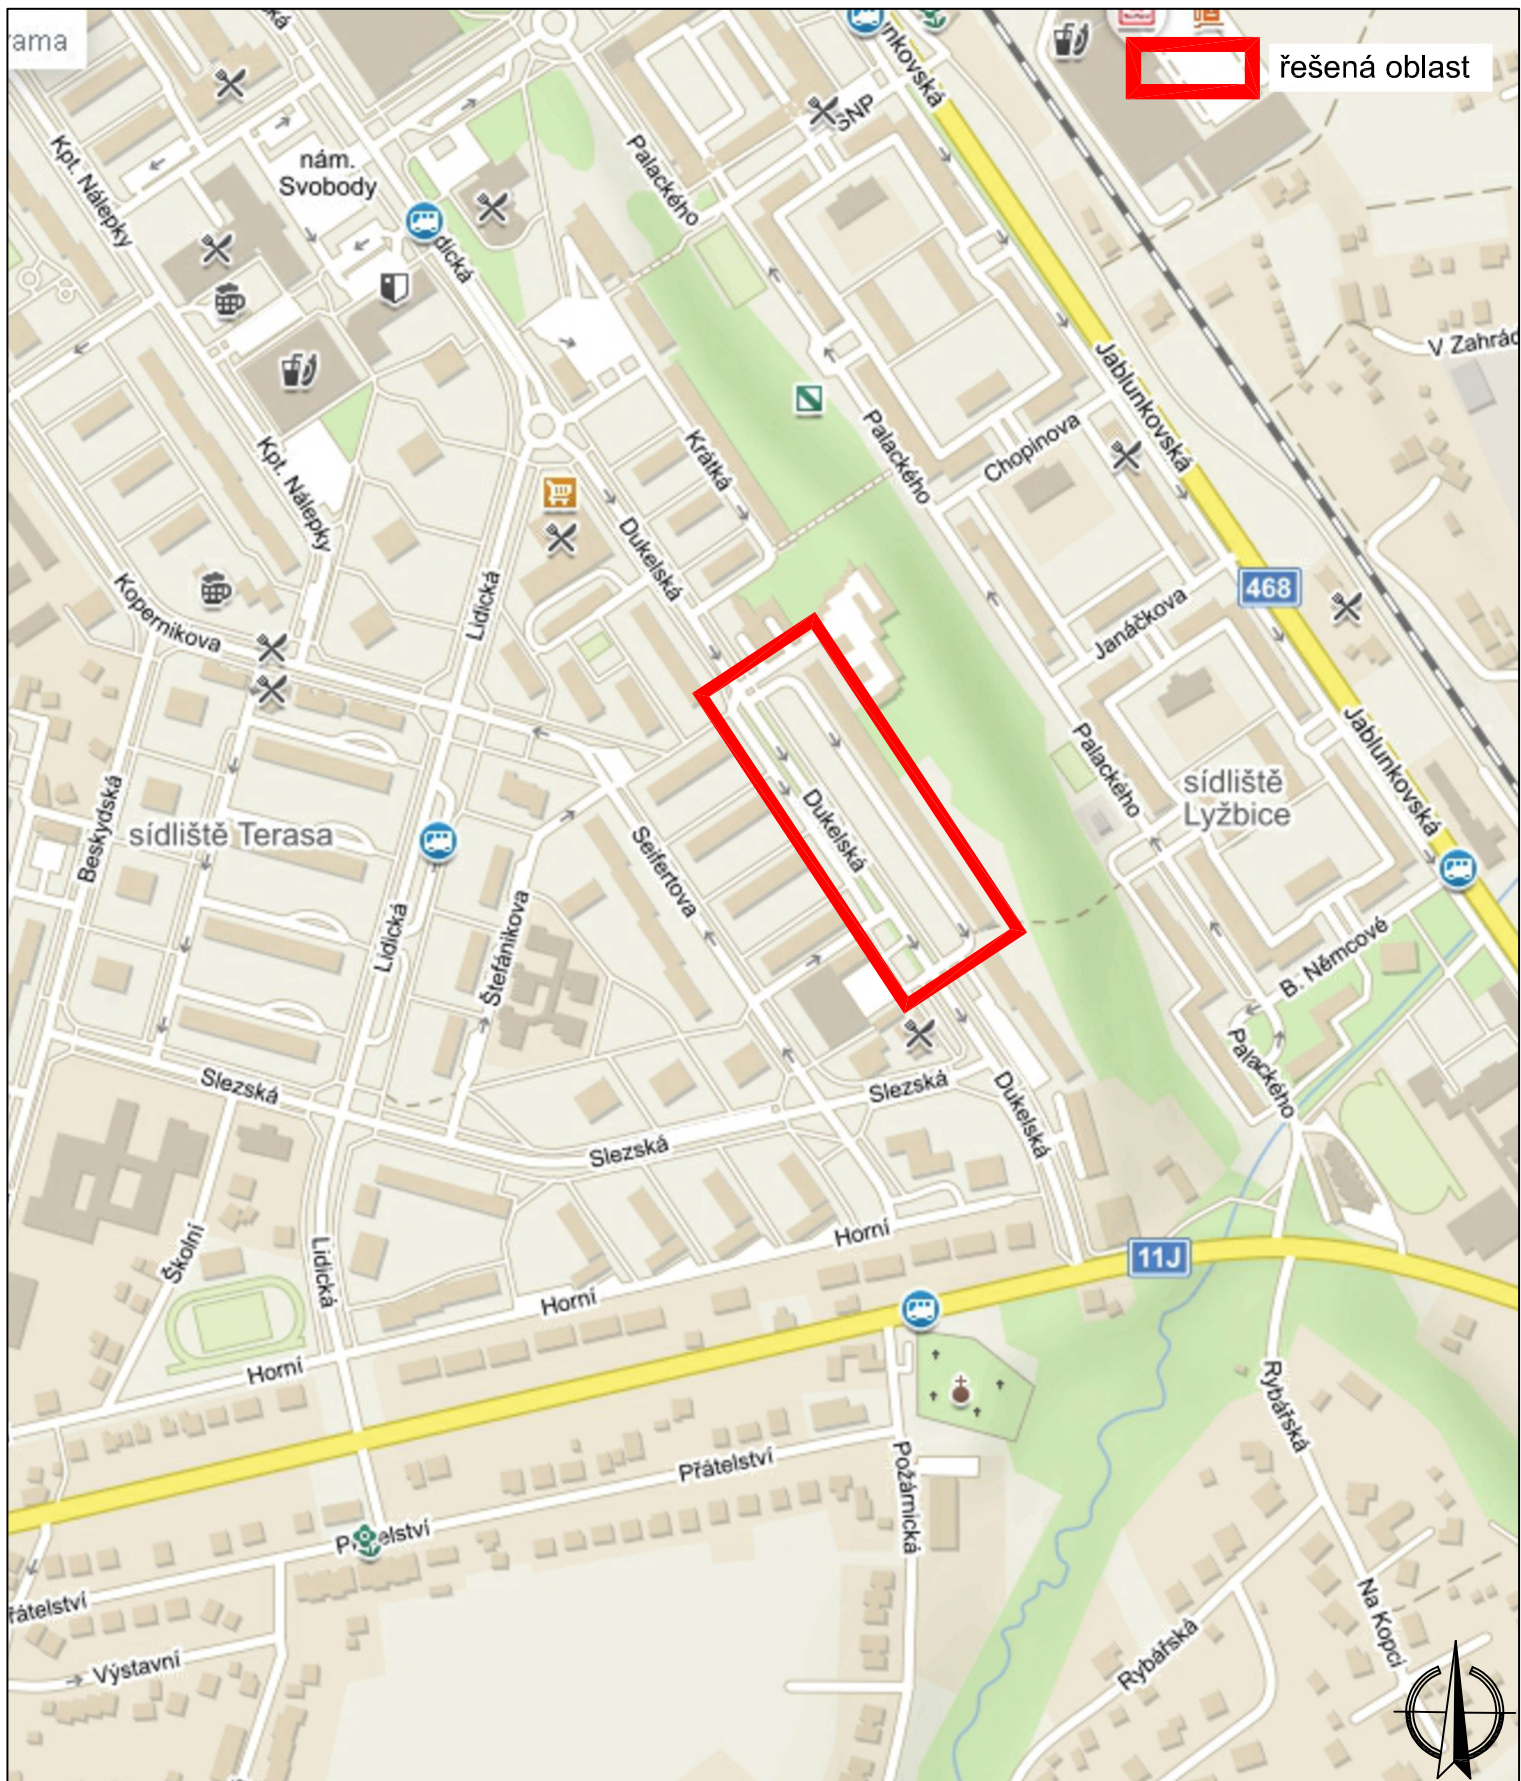 rama
řešená oblast
SNP
Palackého
nám.
Svobody
Kpt. Nálepky
V Zahrád
Jablunkovská
Chopinova
Palackého
Krátká
Kpt. Nálepky
Dukelská
468
Lidická
Kopernikova
Janáčkova
Palackého
Jablunkovská
sídliště
Lyžbice
Dukelská
sídliště Terasa
Beskydská
Seifertova
Lidická
Štefánikova
B. Němcové
Palackého
Slezská
Slezská
Dukelská
Slezská
Horní
11J
Školní
Lidická
Horní
Horní
Rybářská
Přátelství
Požárnická
řátelství
Výstavní
Na Kopci
Rybářská